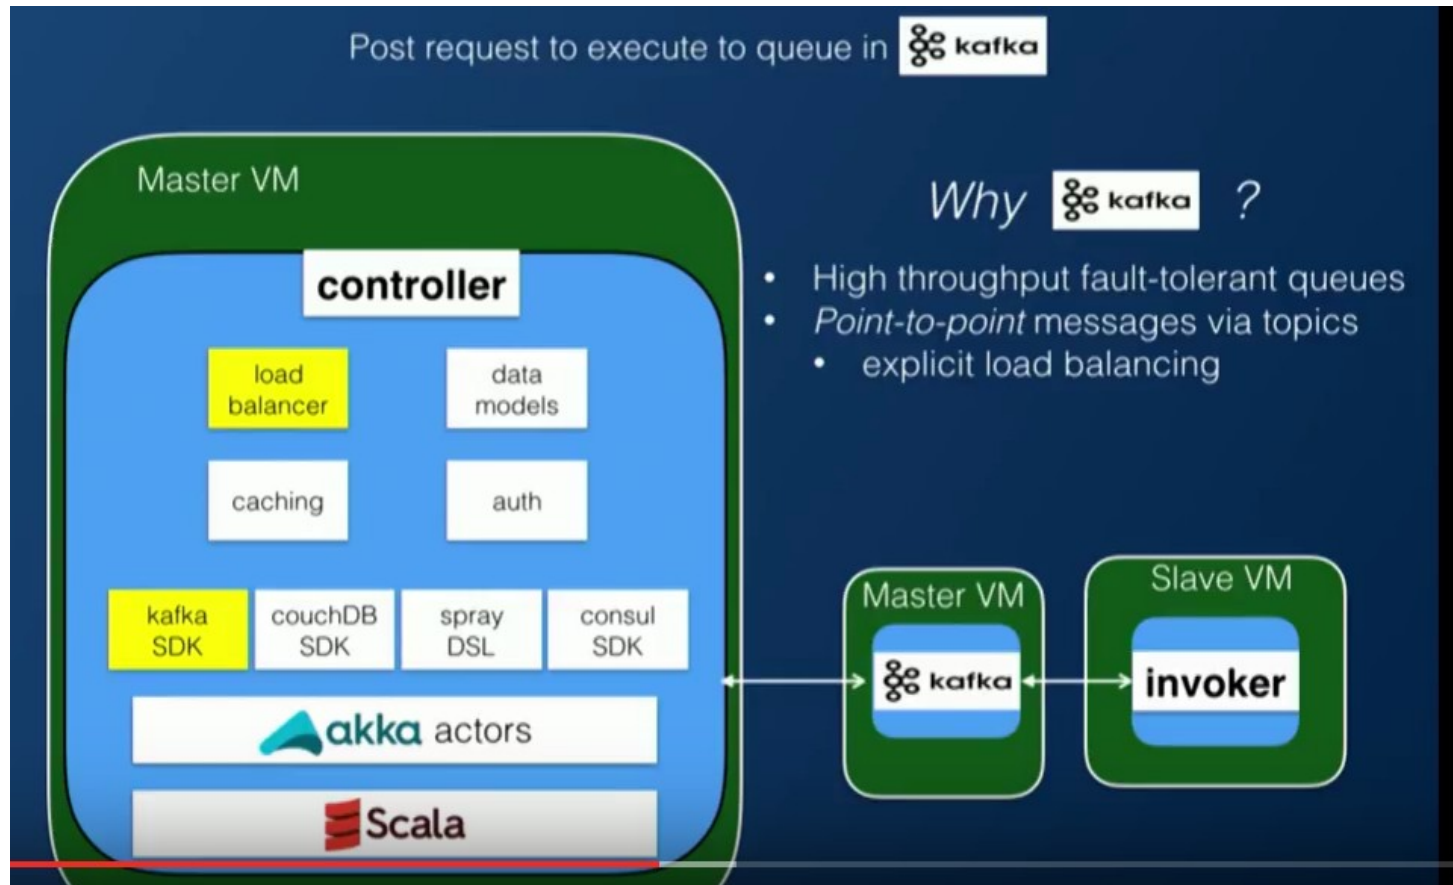 Post request to execute to queue in kafka
Master VM
controller
load
balancer
data
models
caching
auth
kafka
SDK
couchDB
SDK
spray
DSL
consul
SDK
akka actors
Scala
Why kafka ?
• High throughput fault-tolerant queues
• Point-to-point messages via topics
• explicit load balancing
Master VM
kafka
Slave VM
invoker